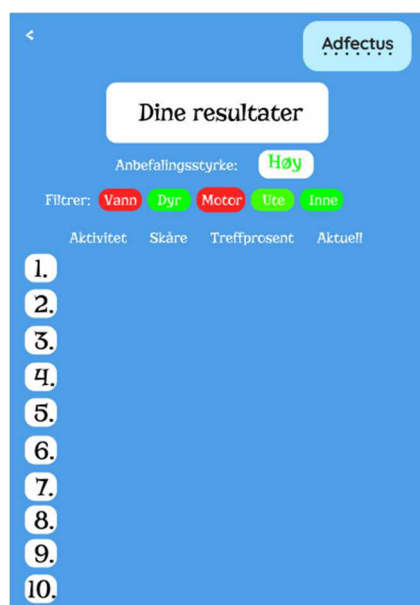 <
Adfectus
Dine resultater
Anbefalingsstyrke: Høy
Filtrer: Vann Dyr Motor Ute Inne
Aktivitet Skåre Treffprosent Aktuell
1.
2.
3.
4.
5.
6.
7.
8.
9.
10.